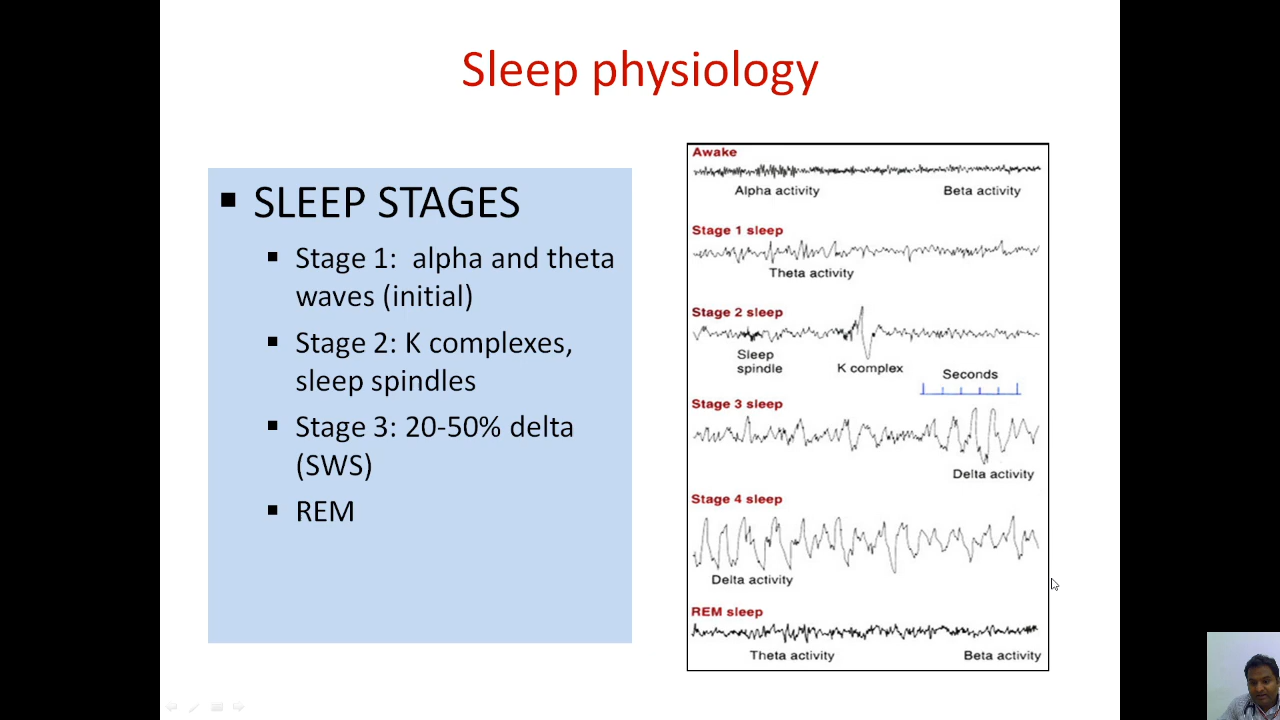 Sleep physiology
SLEEP STAGES
Stage 1: alpha and theta
waves (initial)
Stage 2: K complexes,
sleep spindles
Stage 3: 20-50% delta
(SWS)
REM
Awake
Alpha activity
Beta activity
Stage 1 sleep
Theta activity
Stage 2 sleep
Sleep
spindle
K complex
Seconds
Stage 3 sleep
Delta activity
Stage 4 sleep
Delta activity
REM sleep
Theta activity
Beta activity